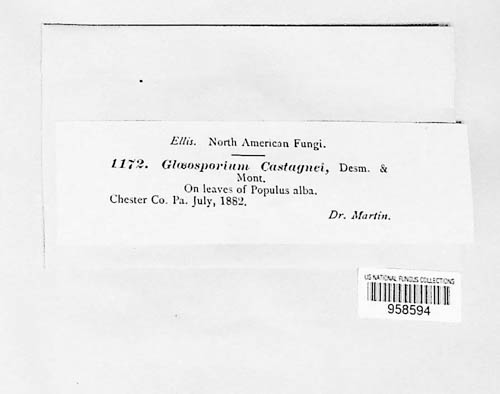 Ellis. North American Fungi.
1172. Glœosporium Castagnei, Desm. &
Mont.
On leaves of Populus alba.
Chester Co. Pa. July, 1882.
Dr. Martin.
US NATIONAL FUNGUS COLLECTIONS
958594